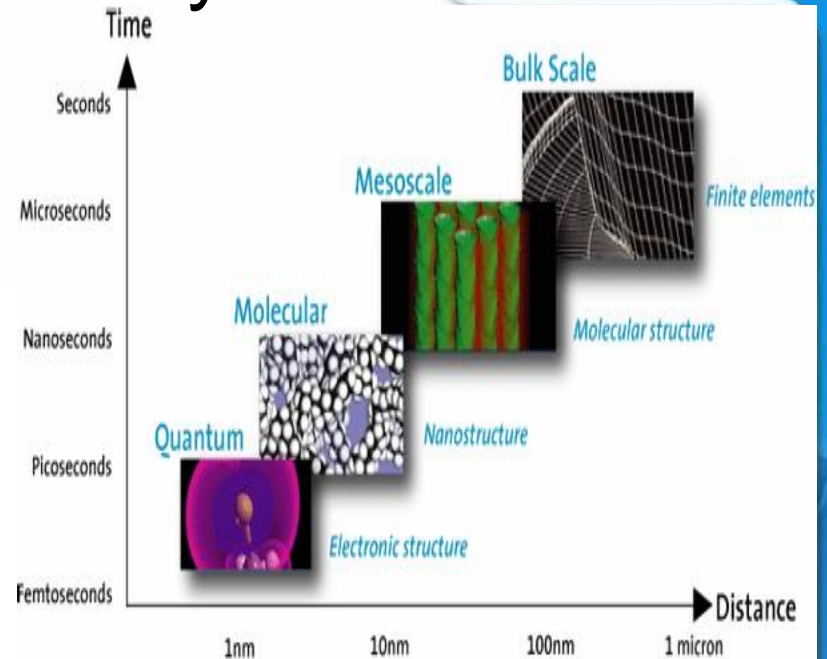 Time
Bulk Scale
Seconds
Mesoscale
Finite elements
Microseconds
Molecular
Molecular structure
Nanoseconds
Quantum
Nanostructure
Picoseconds
Electronic structure
Femtoseconds
Distance
1nm 10nm 100nm 1 micron